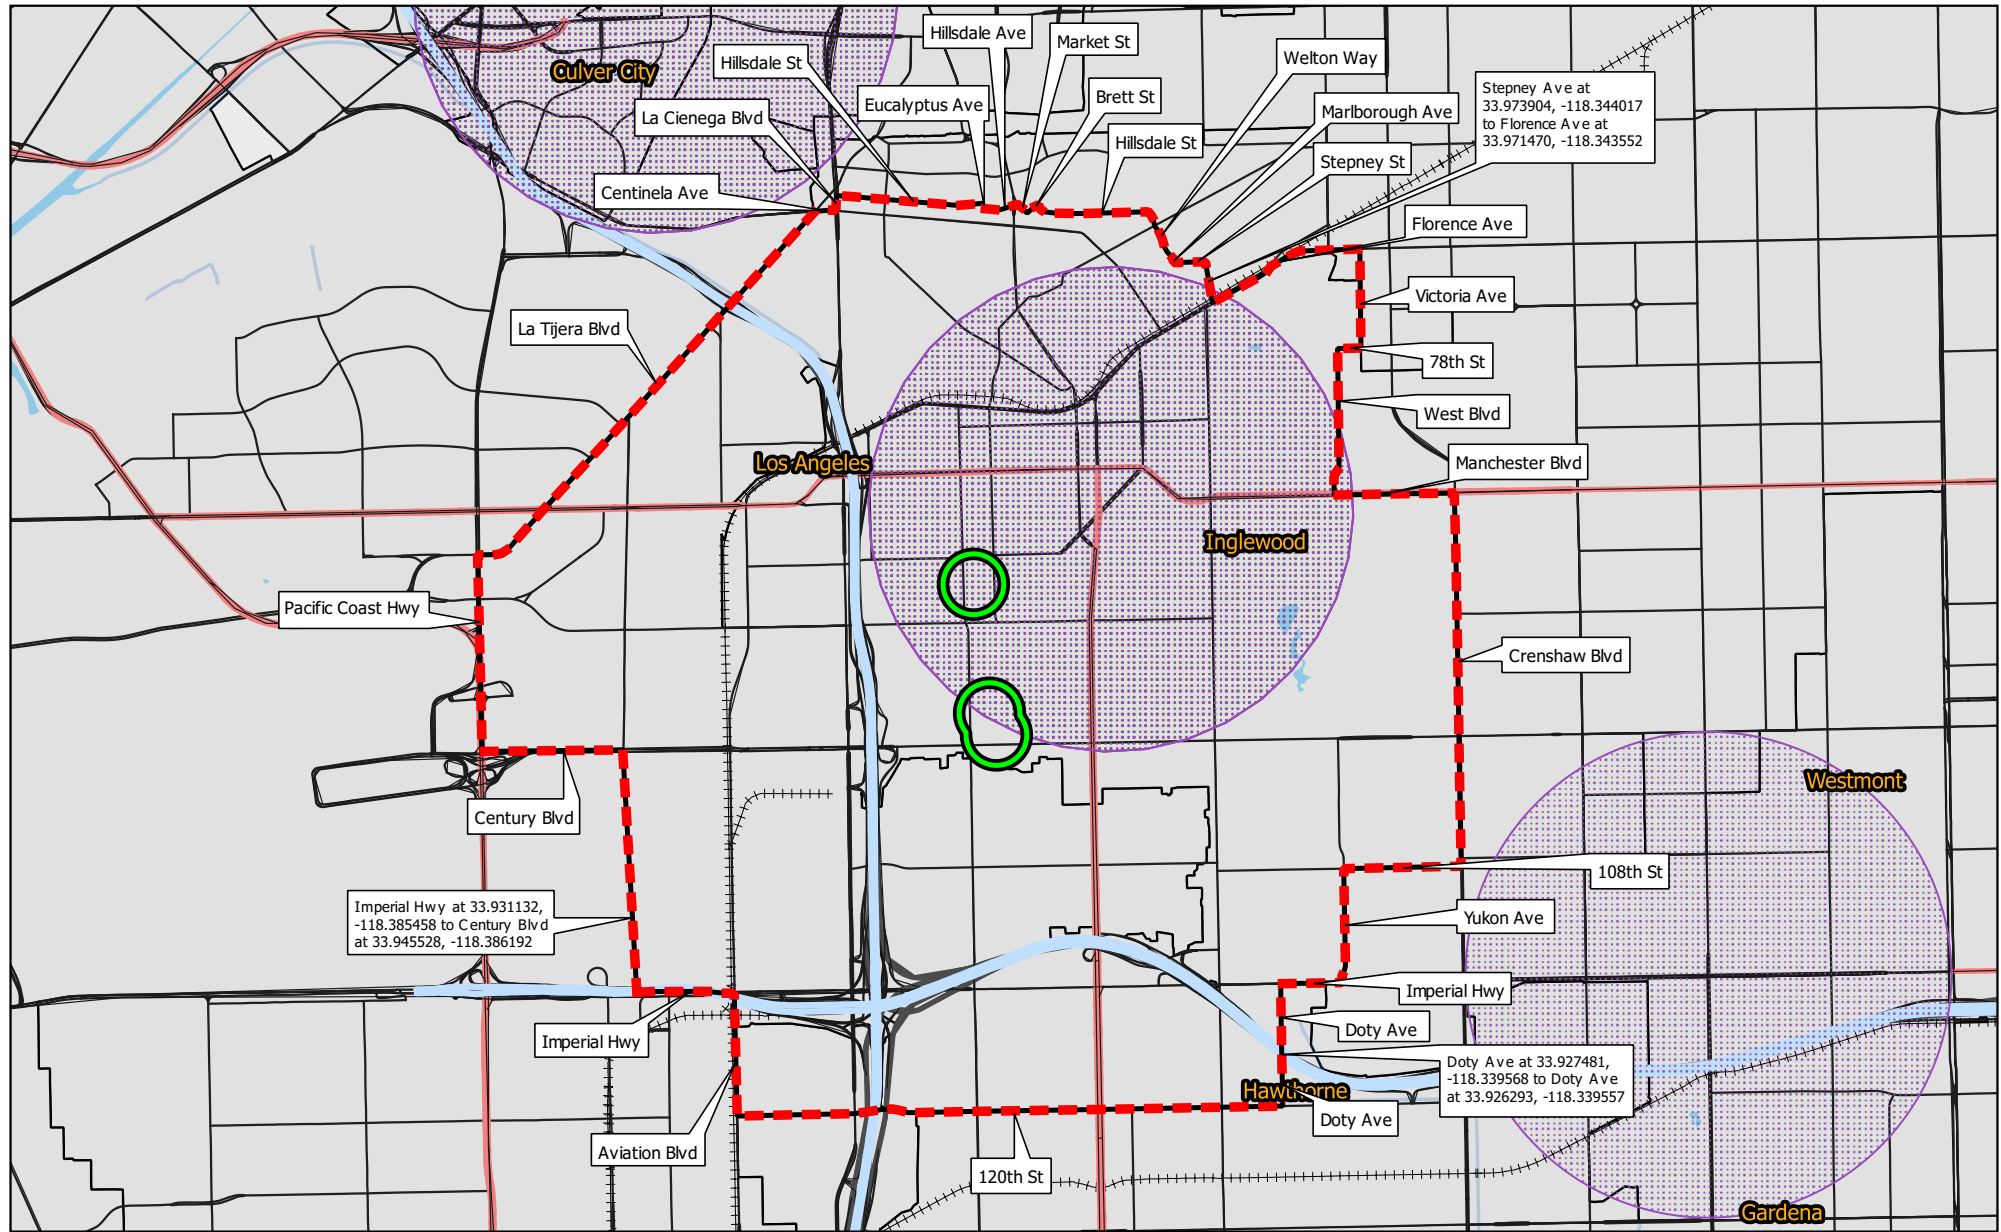 Hillsdale Ave
Market St
Culver City
Hillsdale St
Welton Way
Eucalyptus Ave
Brett St
Stepney Ave at
33.973904, -118.344017
to Florence Ave at
33.971470, -118.343552
La Cienega Blvd
Marlborough Ave
Hillsdale St
Stepney St
Centinela Ave
Florence Ave
Victoria Ave
La Tijera Blvd
78th St
West Blvd
Los Angeles
Manchester Blvd
Inglewood
Pacific Coast Hwy
Crenshaw Blvd
Westmont
Century Blvd
108th St
Imperial Hwy at 33.931132,
-118.385458 to Century Blvd
at 33.945528, -118.386192
Yukon Ave
Imperial Hwy
Doty Ave
Imperial Hwy
Doty Ave at 33.927481,
-118.339568 to Doty Ave
at 33.926293, -118.339557
Hawthorne
Doty Ave
Aviation Blvd
120th St
Gardena